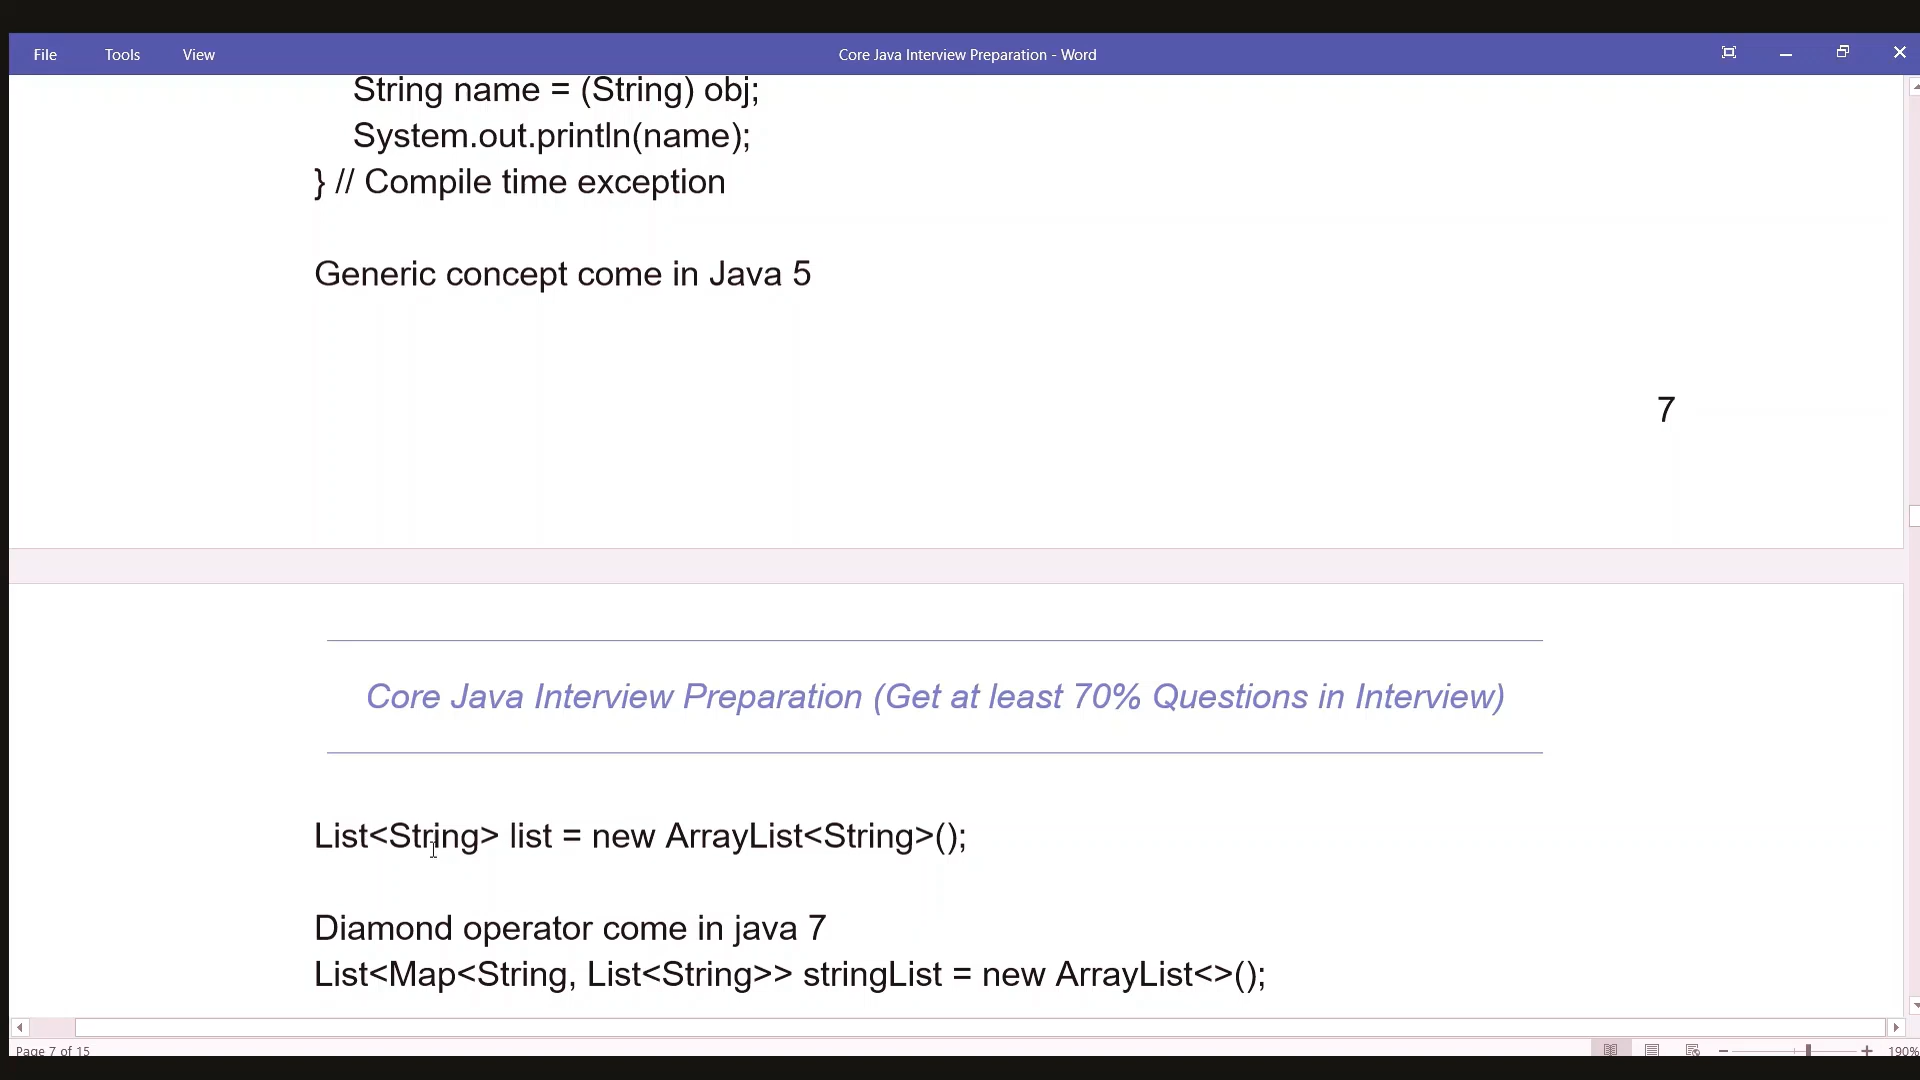 File Tools View Core Java Interview Preparation - Word
String name = (String) obj;
System.out.println(name);
} // Compile time exception
Generic concept come in Java 5
7
Core Java Interview Preparation (Get at least 70% Questions in Interview)
List<String> list = new ArrayList<String>();
Diamond operator come in java 7
List<Map<String, List<String>> stringList = new ArrayList<>();
Page 7 of 15 190%